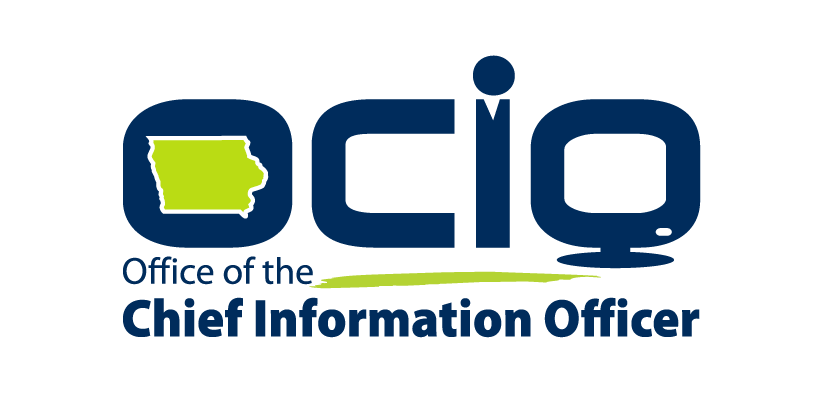 OCIO
Office of the
Chief Information Officer